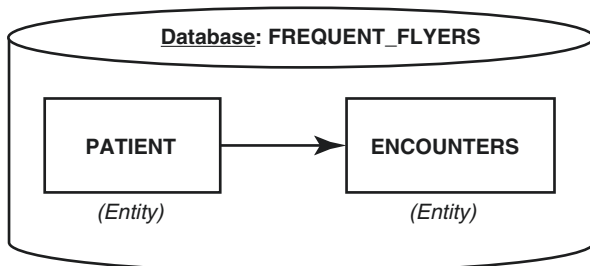 Database: FREQUENT_FLYERS
PATIENT
ENCOUNTERS
(Entity)
(Entity)